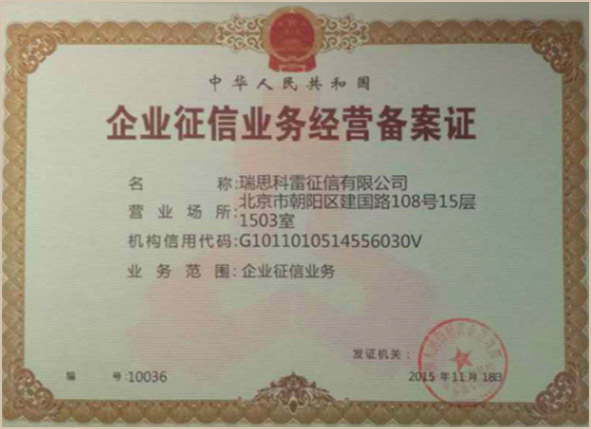 中华人民共和国
企业征信业务经营备案证
名 称:瑞思科雷征信有限公司
营业场所:北京市朝阳区建国路108号15层
1503室
机构信用代码:G1011010514556030V
业务范围:企业征信业务
发证机关:
编 号:10036
2015年11月18日